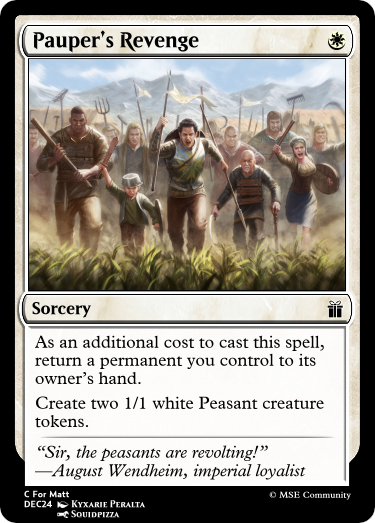 Pauper's Revenge
Sorcery
As an additional cost to cast this spell,
return a permanent you control to its
owner's hand.
Create two 1/1 white Peasant creature
tokens.
“Sir, the peasants are revolting!”
—August Wendheim, imperial loyalist
C For Matt
DEC24 Kyxarie Peralta
Squidpizza
© MSE Community